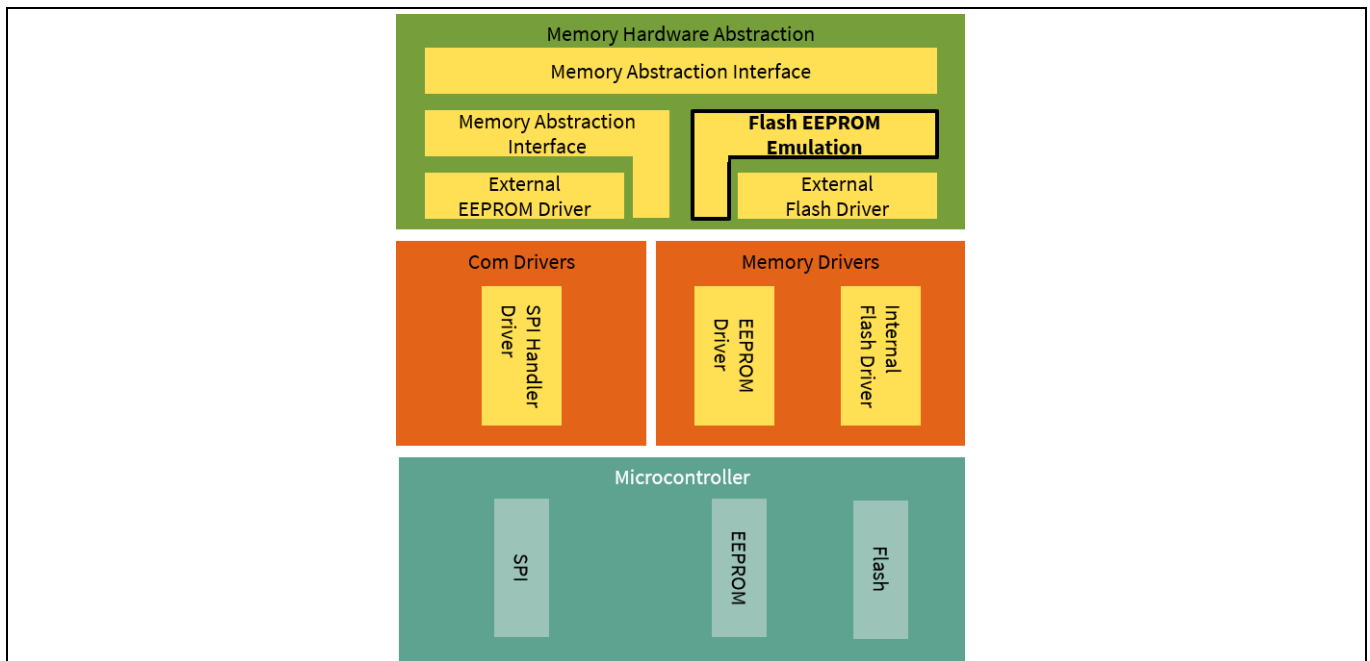 Memory Hardware Abstraction
Memory Abstraction Interface
Memory Abstraction
Interface
Flash EEPROM
Emulation
External
EEPROM Driver
External
Flash Driver
Com Drivers
Memory Drivers
SPI Handler
Driver
EEPROM
Driver
Internal
Flash Driver
Microcontroller
SPI
EEPROM
Flash